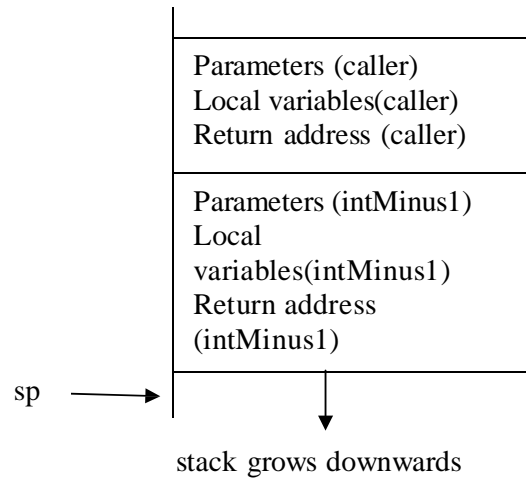 Parameters (caller)
Local variables(caller)
Return address (caller)
Parameters (intMinus1)
Local
variables(intMinus1)
Return address
(intMinus1)
sp
stack grows downwards